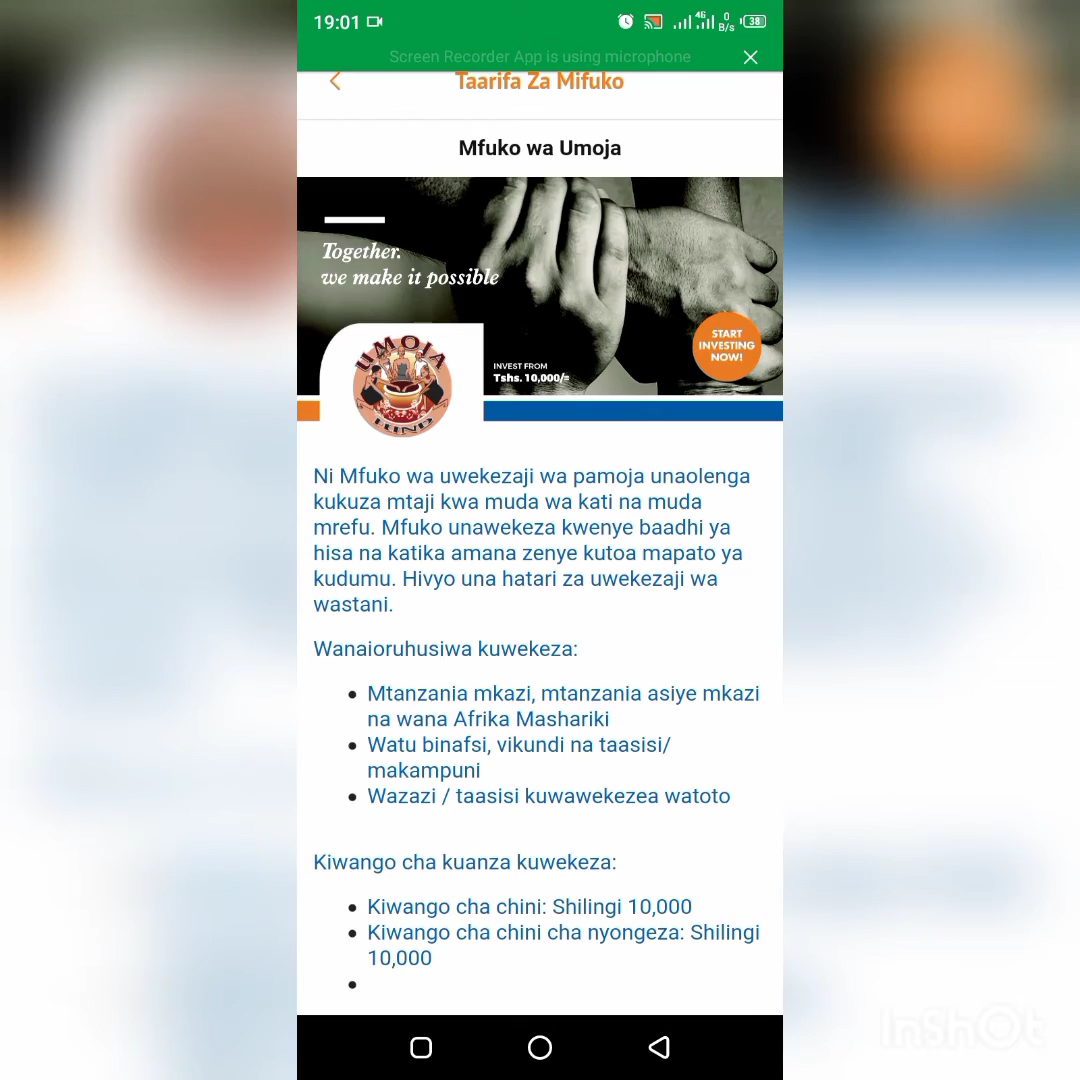 19:01
4G
0
B/s
38
Screen Recorder App is using microphone
Taarifa Za Mifuko
Mfuko wa Umoja
Together.
we make it possible
START
INVESTING
NOW!
INVEST FROM
Tshs. 10,000/=
UMOJA
FUND
Ni Mfuko wa uwekezaji wa pamoja unaolenga
kukuza mtaji kwa muda wa kati na muda
mrefu. Mfuko unawekeza kwenye baadhi ya
hisa na katika amana zenye kutoa mapato ya
kudumu. Hivyo una hatari za uwekezaji wa
wastani.
Wanaioruhusiwa kuwekeza:
Mtanzania mkazi, mtanzania asiye mkazi
na wana Afrika Mashariki
Watu binafsi, vikundi na taasisi/
makampuni
Wazazi / taasisi kuwawekezea watoto
Kiwango cha kuanza kuwekeza:
Kiwango cha chini: Shilingi 10,000
Kiwango cha chini cha nyongeza: Shilingi
10,000
InShOt